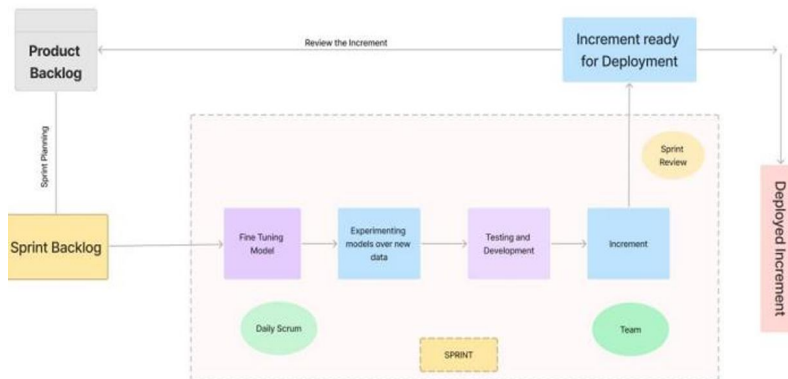 Product
Backlog
Review the Increment
Increment ready
for Deployment
Sprint Planning
Sprint
Review
Deployed Increment
Sprint Backlog
Fine Tuning
Model
Experimenting
models over new
data
Testing and
Development
Increment
Daily Scrum
Team
SPRINT